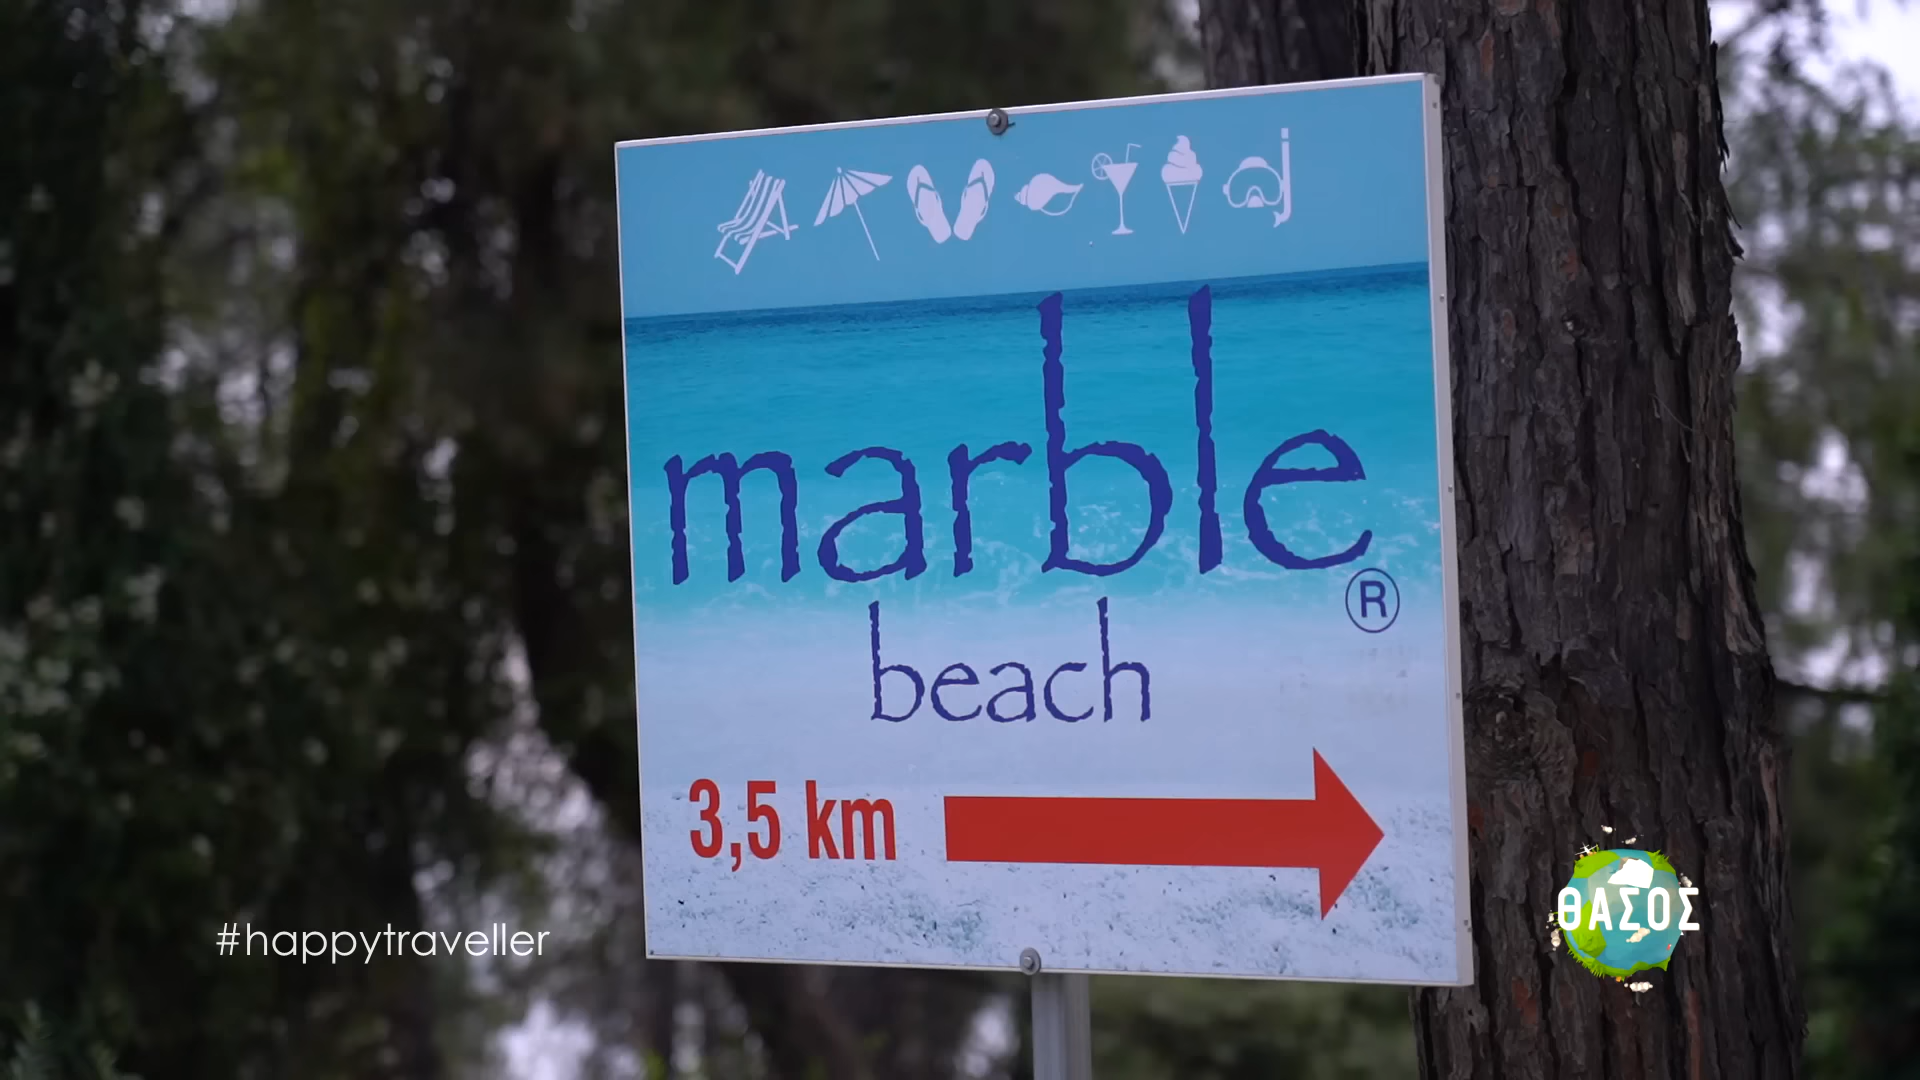 marble
®
beach
3,5 km
#happytraveller
ΘΑΣΟΣ